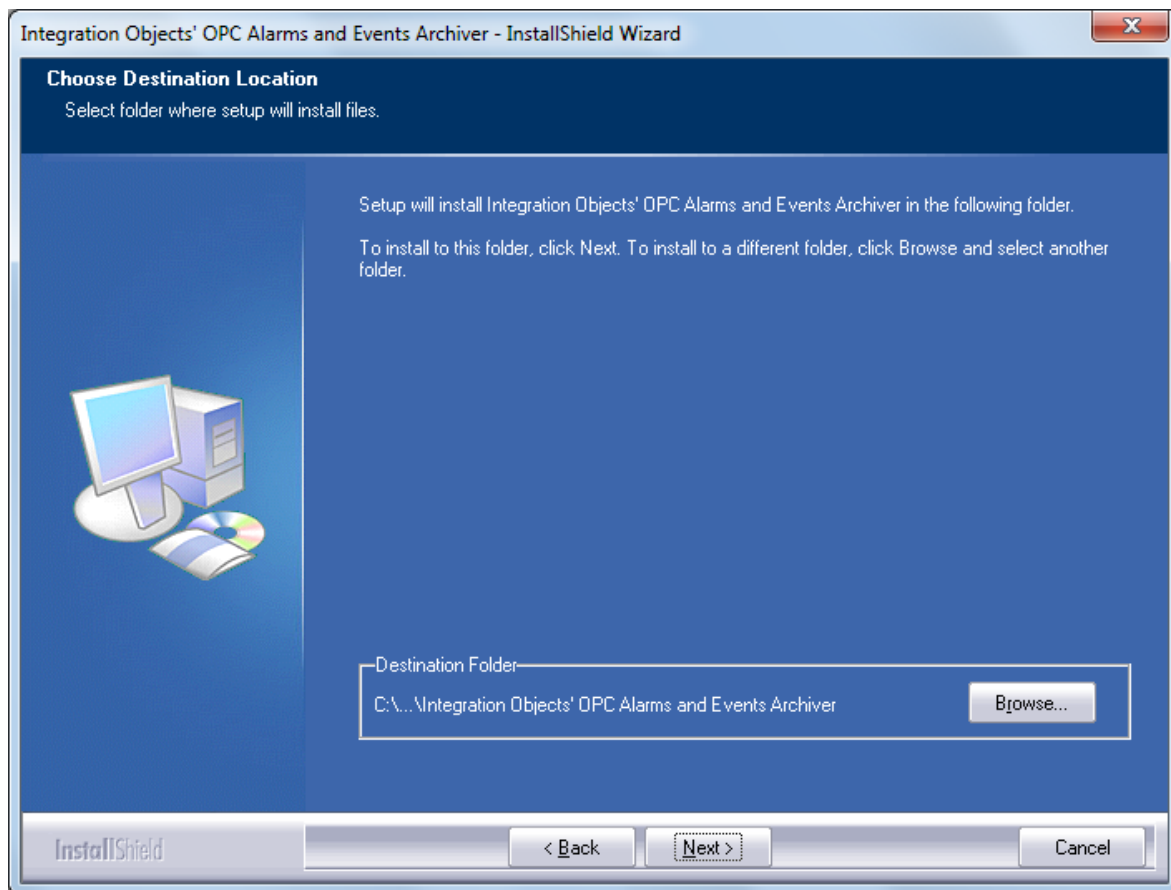 Integration Objects' OPC Alarms and Events Archiver - InstallShield Wizard
Choose Destination Location
Select folder where setup will install files.
Setup will install Integration Objects' OPC Alarms and Events Archiver in the following folder.
To install to this folder, click Next. To install to a different folder, click Browse and select another
folder.
Destination Folder
C:\...\Integration Objects' OPC Alarms and Events Archiver
Browse...
InstallShield
< Back
Next >
Cancel